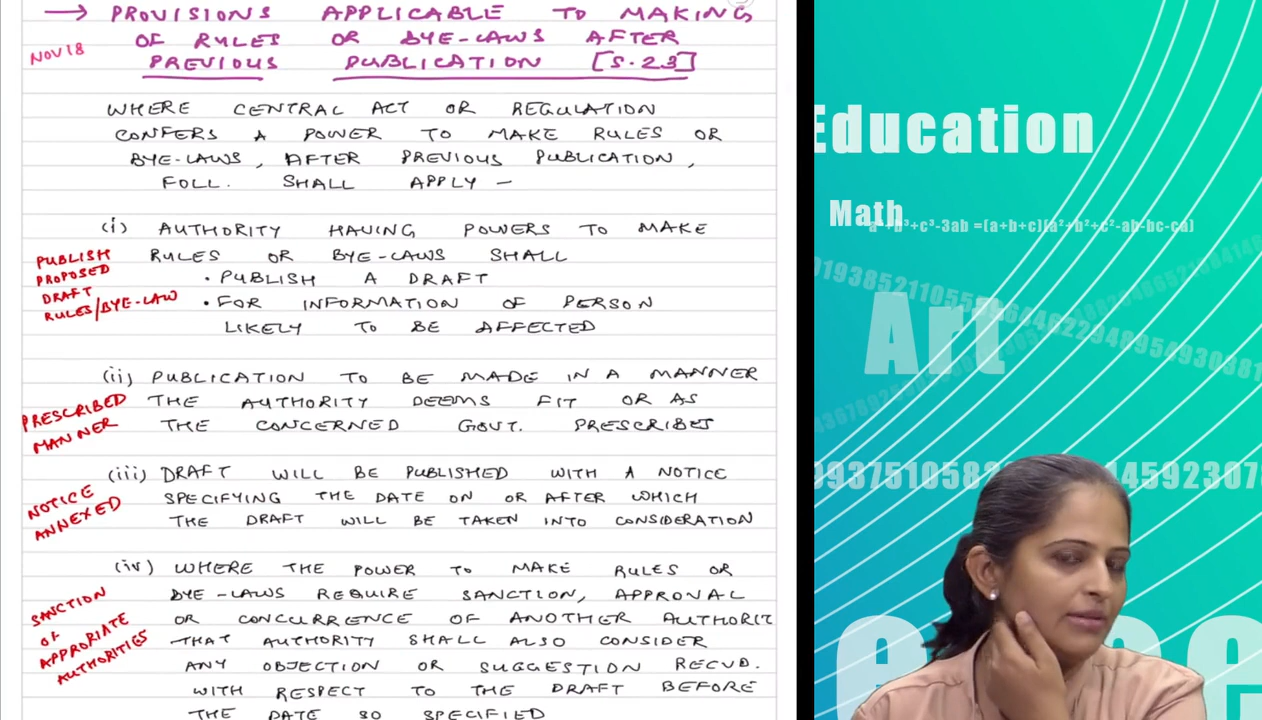 → PROVISIONS APPLICABLE TO MAKING
OF RULES OR BYE-LAWS AFTER
NOV 18
PREVIOUS PUBLICATION [S.23]
WHERE CENTRAL ACT OR REGULATION
CONFERS A POWER TO MAKE RULES OR
BYE-LAWS, AFTER PREVIOUS PUBLICATION,
FOLL. SHALL APPLY –
(i) AUTHORITY HAVING POWERS TO MAKE
RULES OR BYE-LAWS SHALL
• PUBLISH A DRAFT
• FOR INFORMATION OF PERSON
LIKELY TO BE AFFECTED
PUBLISH
PROPOSED
DRAFT
RULES/BYE-LAW
(ii) PUBLICATION TO BE MADE IN A MANNER
THE AUTHORITY DEEMS FIT OR AS
THE CONCERNED GOVT. PRESCRIBES
PRESCRIBED
MANNER
(iii) DRAFT WILL BE PUBLISHED WITH A NOTICE
SPECIFYING THE DATE ON OR AFTER WHICH
THE DRAFT WILL BE TAKEN INTO CONSIDERATION
NOTICE
ANNEXED
(iv) WHERE THE POWER TO MAKE RULES OR
BYE-LAWS REQUIRE SANCTION, APPROVAL
OR CONCURRENCE OF ANOTHER AUTHORIT
THAT AUTHORITY SHALL ALSO CONSIDER
ANY OBJECTION OR SUGGESTION RECVD.
WITH RESPECT TO THE DRAFT BEFORE
THE DATE SO SPECIFIED
SANCTION
OF
APPRORIATE
AUTHORITIES
Education
Math
Art